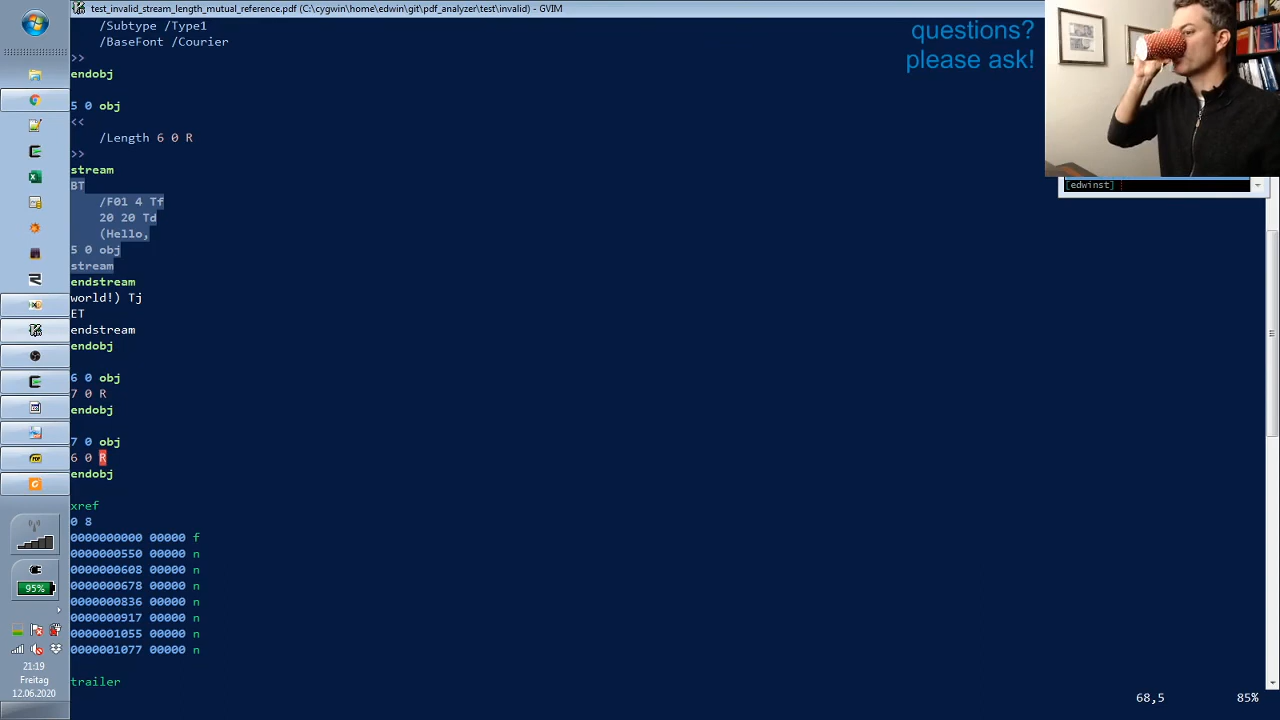 test_invalid_stream_length_mutual_reference.pdf (C:\cygwin\home\edwin\git\pdf_analyzer\test\invalid) - GVIM
/Subtype /Type1
/BaseFont /Courier
>>
endobj
5 0 obj
<<
/Length 6 0 R
>>
stream
BT
/F01 4 Tf
20 20 Td
(Hello,
5 0 obj
stream
endstream
world!) Tj
ET
endstream
endobj
6 0 obj
7 0 R
endobj
7 0 obj
6 0 R
endobj
xref
0 8
0000000000 00000 f
0000000550 00000 n
0000000608 00000 n
0000000678 00000 n
0000000836 00000 n
0000000917 00000 n
0000001055 00000 n
0000001077 00000 n
trailer
68,5 85%
questions?
please ask!
[edwinst]
95%
21:19
Freitag
12.06.2020